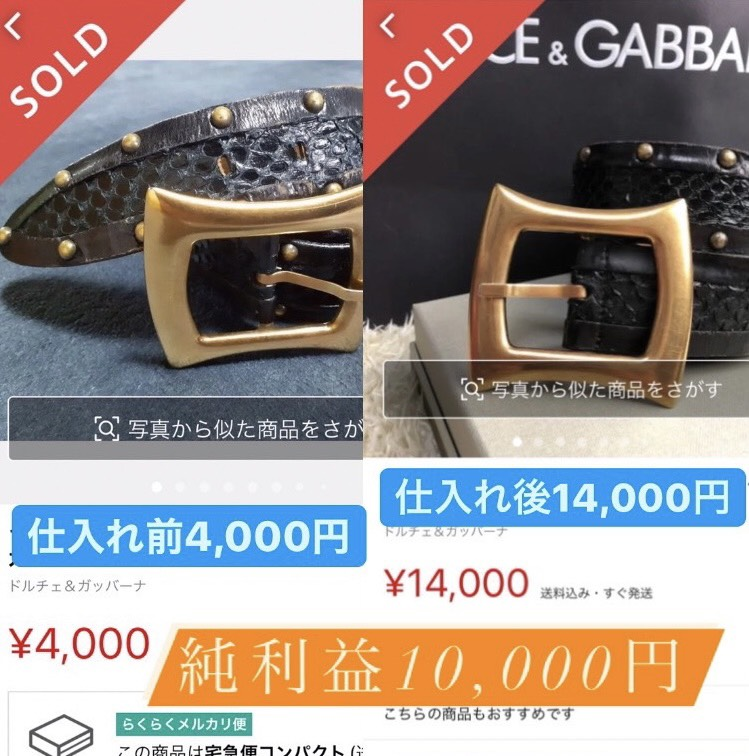 SOLD
写真から似た商品をさが
仕入れ前4,000円
ドルチェ＆ガッバーナ
¥4,000
らくらくメルカリ便
この商品は宅急便コンパクト
SOLD
CE & GABBA
写真から似た商品をさがす
仕入れ後14,000円
ドルチェ＆ガッバーナ
¥14,000 送料込み・すぐ発送
純利益10,000円
こちらの商品もおすすめです